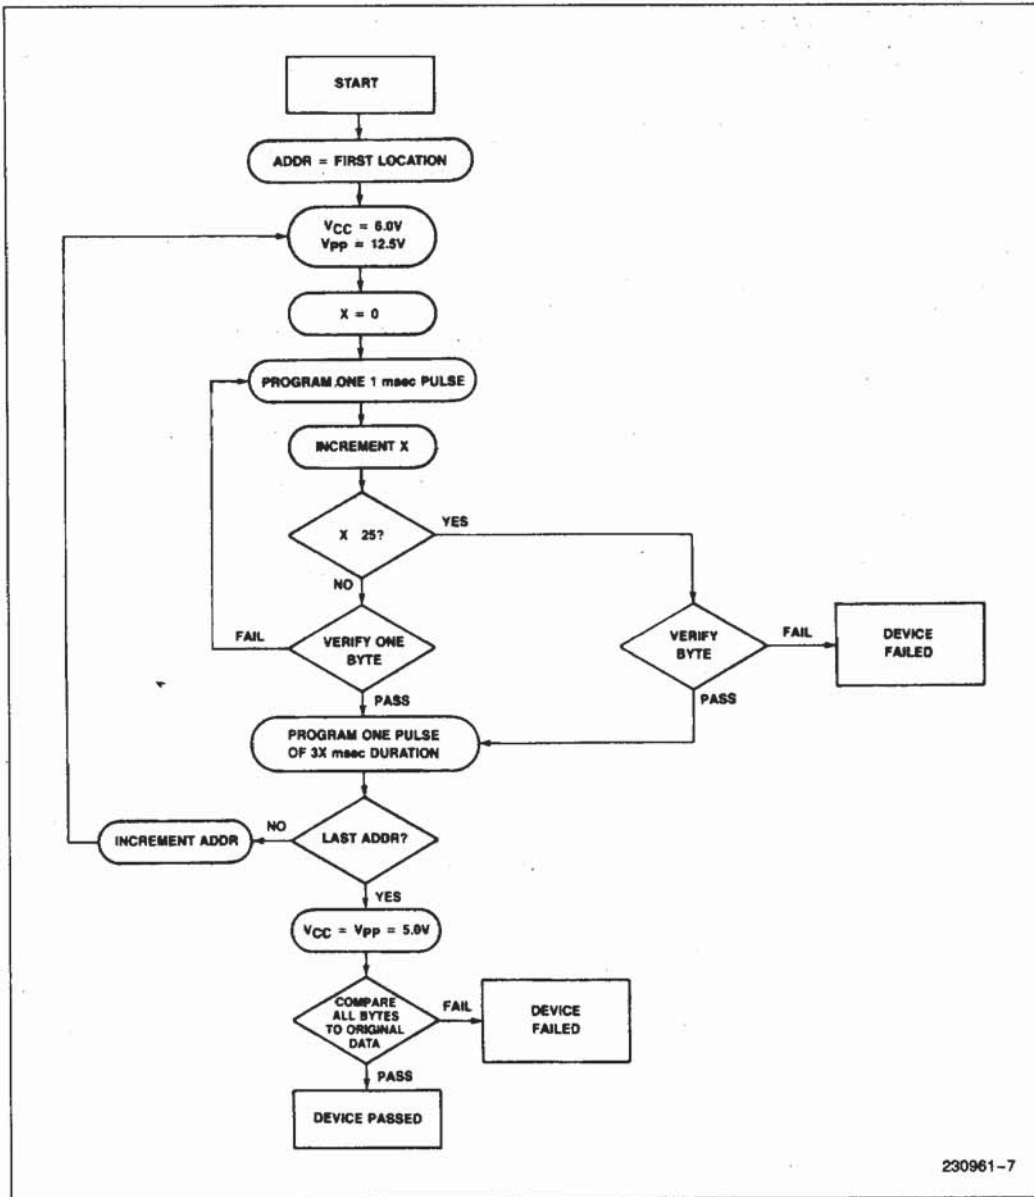 START
ADDR = FIRST LOCATION
VCC = 6.0V
Vpp = 12.5V
X = 0
PROGRAM ONE 1 msec PULSE
INCREMENT X
X 25?
YES
NO
VERIFY ONE
BYTE
FAIL
PASS
VERIFY
BYTE
FAIL
PASS
DEVICE
FAILED
PROGRAM ONE PULSE
OF 3X msec DURATION
LAST ADDR?
NO
INCREMENT ADDR
YES
VCC = Vpp = 5.0V
COMPARE
ALL BYTES
TO ORIGINAL
DATA
FAIL
DEVICE
FAILED
PASS
DEVICE PASSED
230961-7